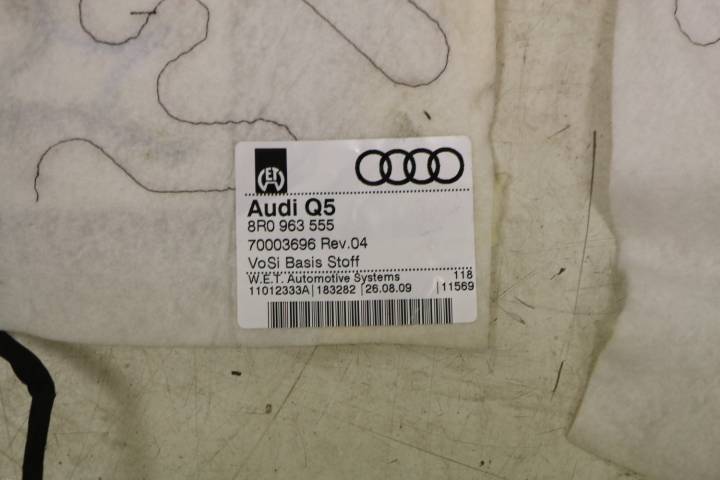 WET
Audi Q5
8R0 963 555
70003696 Rev.04
VoSi Basis Stoff
W.E.T. Automotive Systems 118
11012333A|183282 |26.08.09 |11569